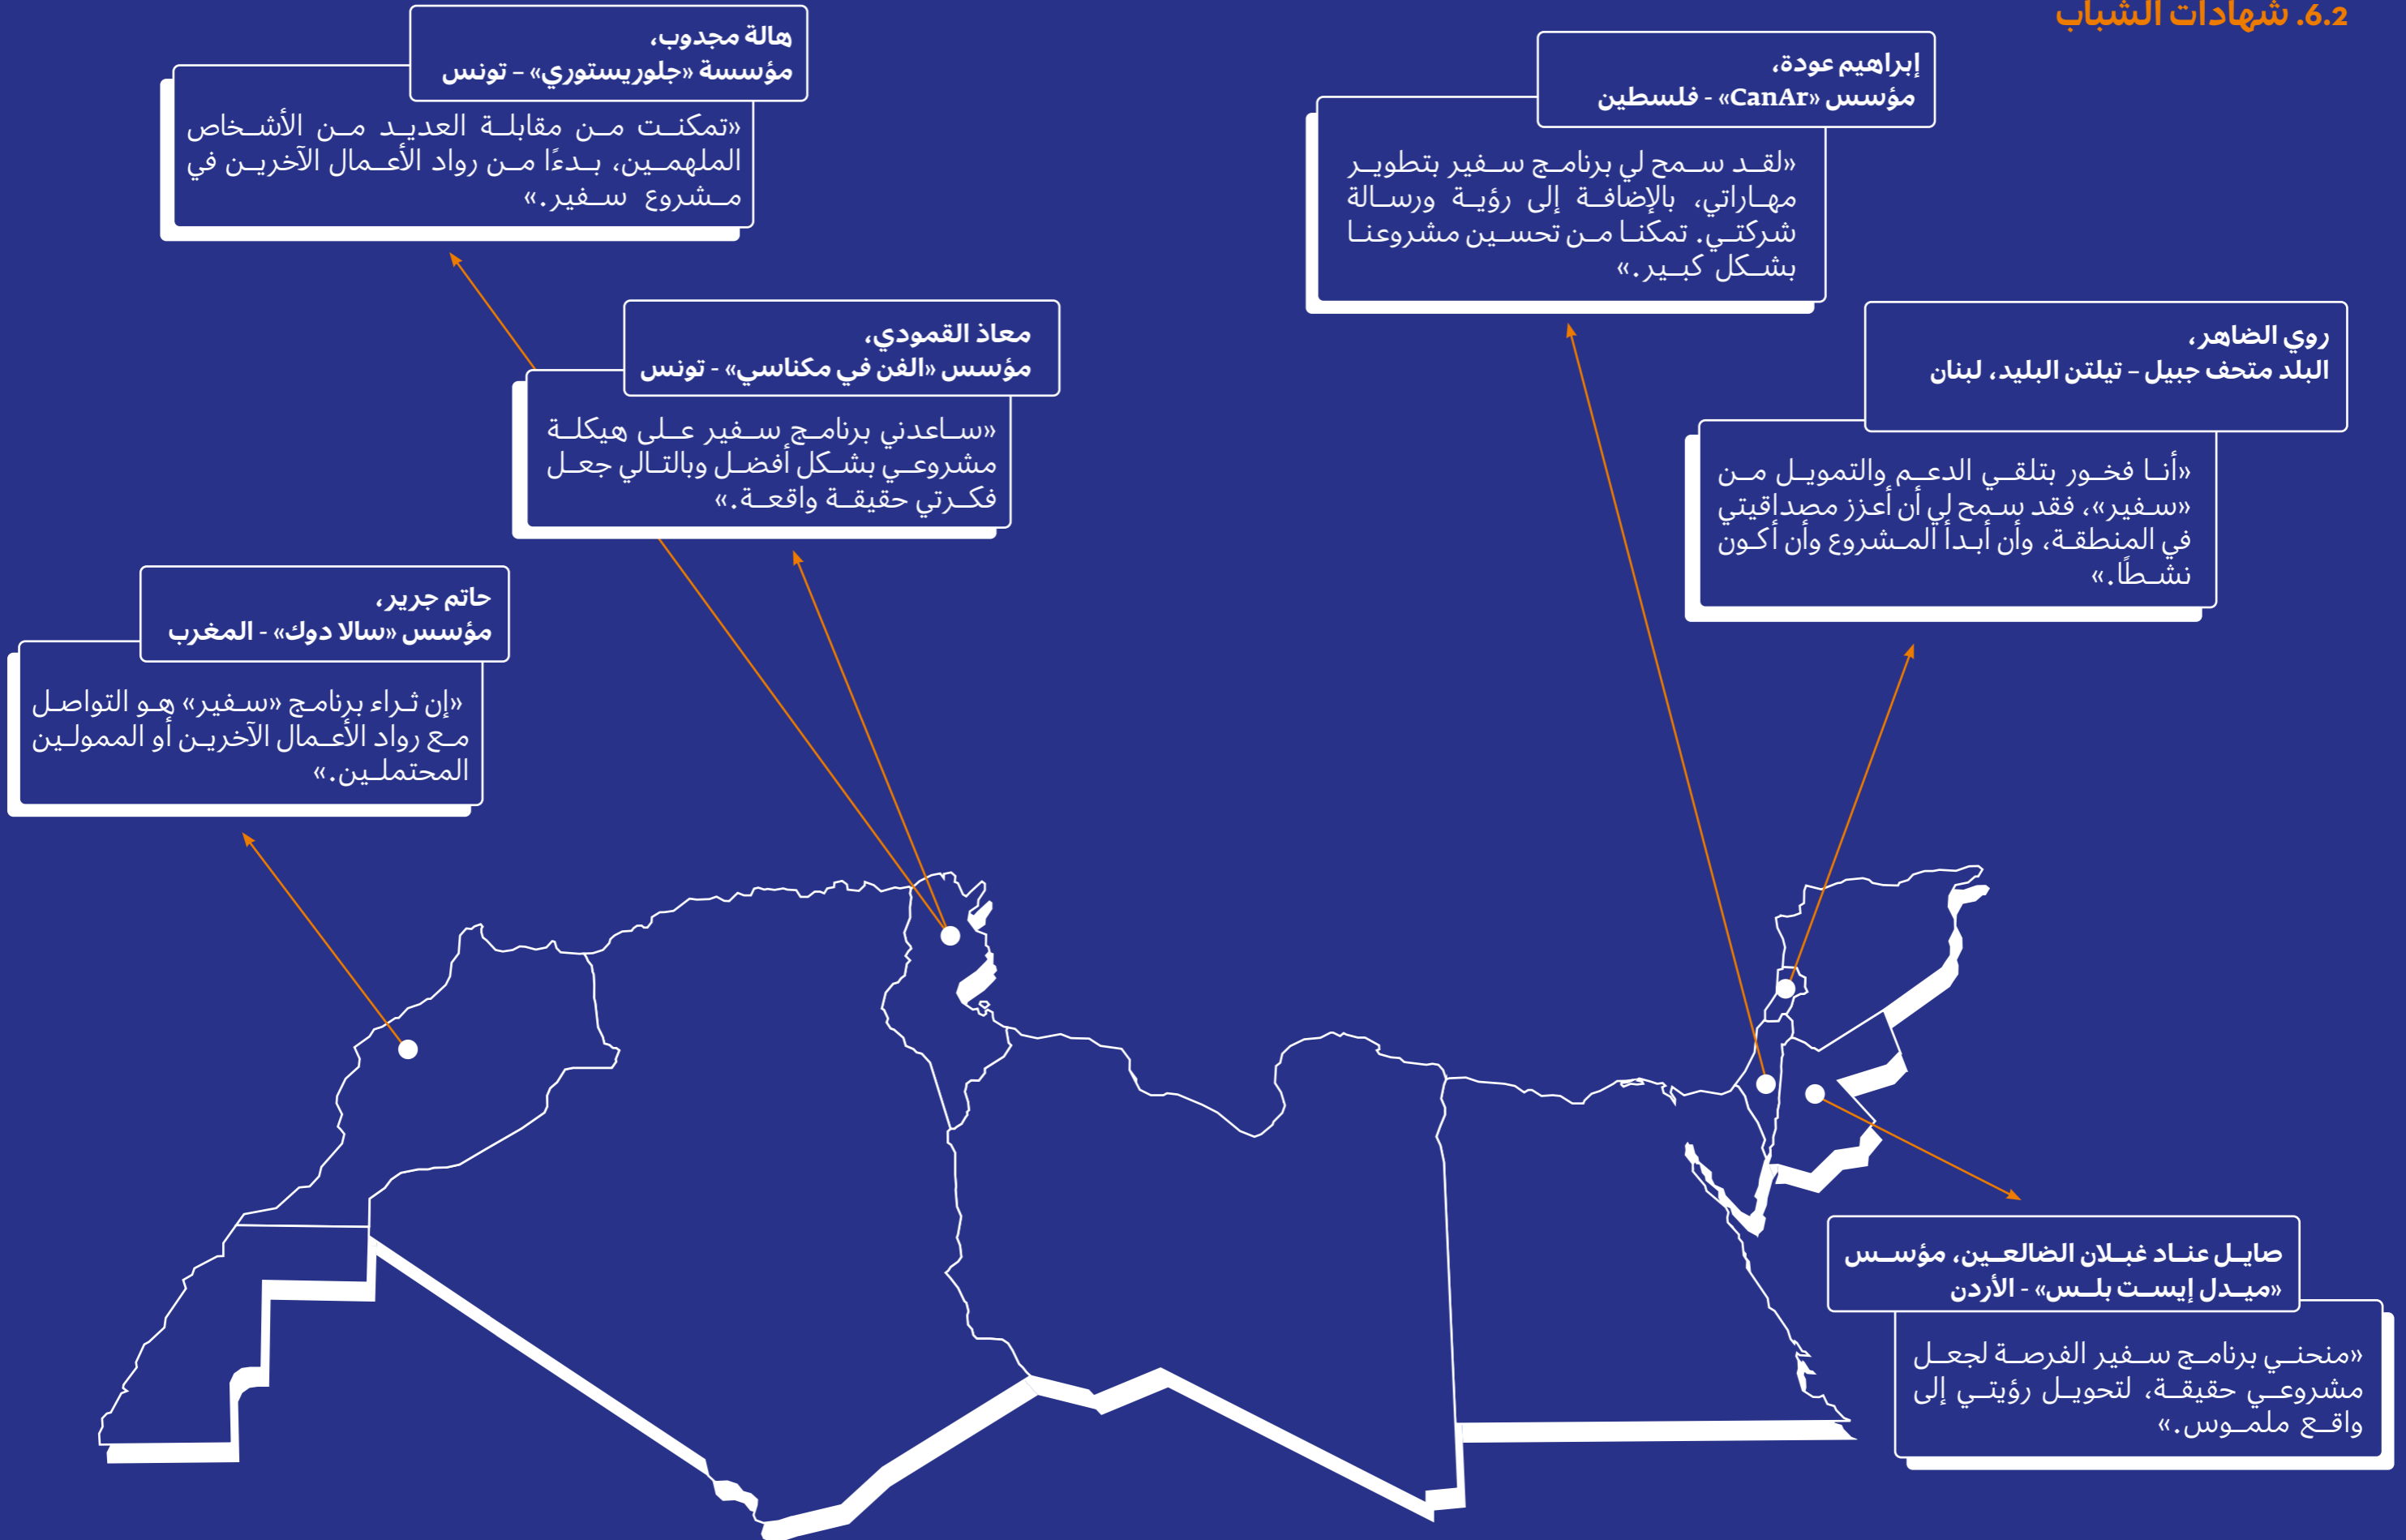 6.2. شهادات الشباب
إبراهيم عودة،
مؤسس «CanAr» - فلسطين
«لقد سمح لي برنامج سفير بتطوير
مهاراتي، بالإضافة إلى رؤية ورسالة
شركتي. تمكنا من تحسين مشروعنا
بشكل كبير.»
روي الضاهر،
البلد متحف جبيل – تيلتن البليد، لبنان
«أنا فخور بتلقي الدعم والتمويل من
«سفير»، فقد سمح لي أن أعزز مصداقيتي
في المنطقة، وأن أبدأ المشروع وأن أكون
نشطًا.»
هالة مجدوب،
مؤسسة «جلوريستوري» – تونس
«تمكنت من مقابلة العديد من الأشخاص
الملهمين، بدءًا من رواد الأعمال الآخرين في
مشروع سفير.»
معاذ القمودي،
مؤسس «الفن في مكناسي» - تونس
«ساعدني برنامج سفير على هيكلة
مشروعي بشكل أفضل وبالتالي جعل
فكرتي حقيقة واقعة.»
حاتم جرير،
مؤسس «سالا دوك» - المغرب
«إن ثراء برنامج «سفير» هو التواصل
مع رواد الأعمال الآخرين أو الممولين
المحتملين.»
صايل عناد غبلان الضالعين، مؤسس
«ميدل إيست بلس» - الأردن
«منحني برنامج سفير الفرصة لجعل
مشروعي حقيقة، لتحويل رؤيتي إلى
واقع ملموس.»